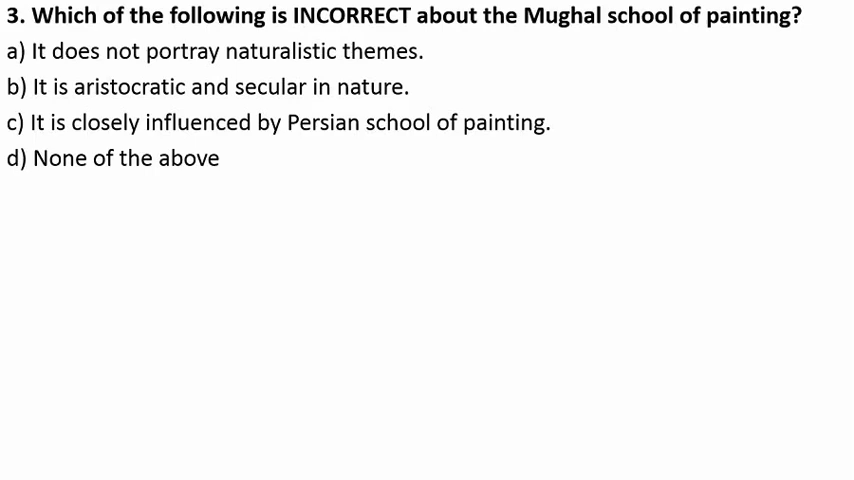 3. Which of the following is INCORRECT about the Mughal school of painting?
a) It does not portray naturalistic themes.
b) It is aristocratic and secular in nature.
c) It is closely influenced by Persian school of painting.
d) None of the above